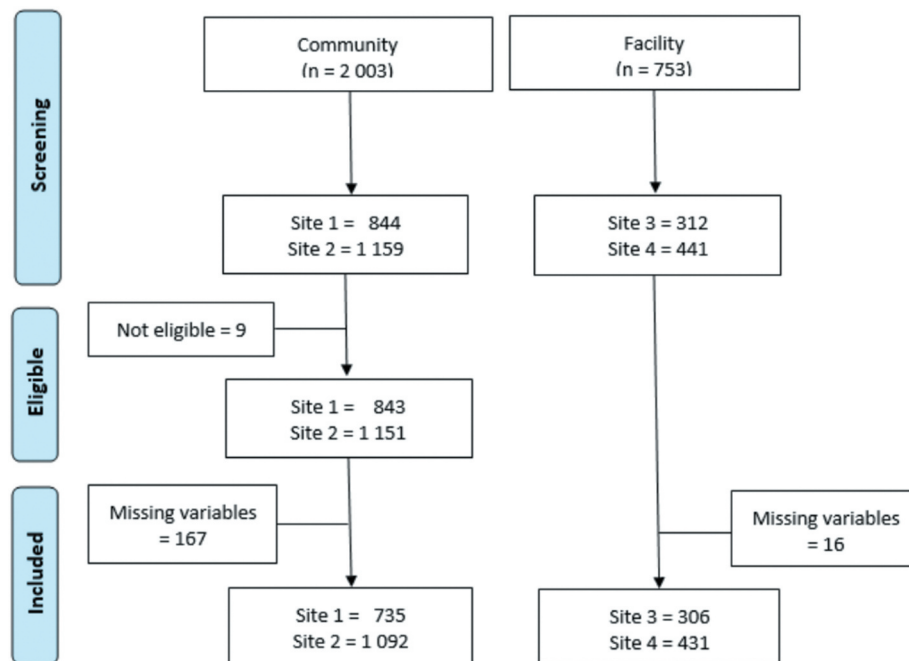 Community
(n = 2 003)
Facility
(n = 753)
Screening
Site 1 = 844
Site 2 = 1 159
Site 3 = 312
Site 4 = 441
Not eligible = 9
Eligible
Site 1 = 843
Site 2 = 1 151
Missing variables
= 167
Missing variables
= 16
Included
Site 1 = 735
Site 2 = 1 092
Site 3 = 306
Site 4 = 431